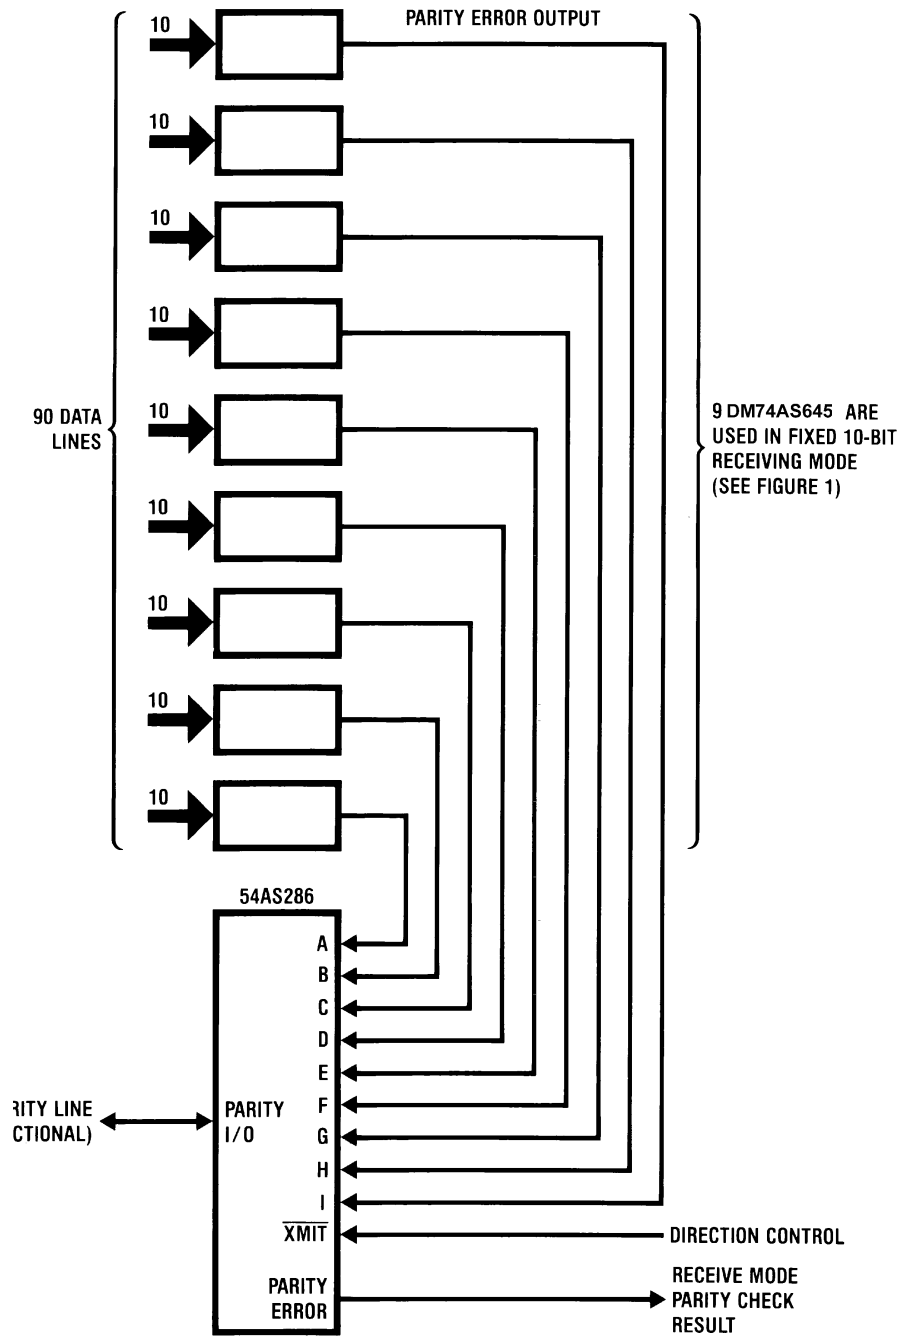 PARITY ERROR OUTPUT
10
10
10
10
10
10
10
10
10
90 DATA
LINES
9 DM74AS645 ARE
USED IN FIXED 10-BIT
RECEIVING MODE
(SEE FIGURE 1)
54AS286
A
B
C
D
E
F
G
H
I
XMIT
PARITY
I/O
LINE
PARITY
ERROR
DIRECTION CONTROL
RECEIVE MODE
PARITY CHECK
RESULT